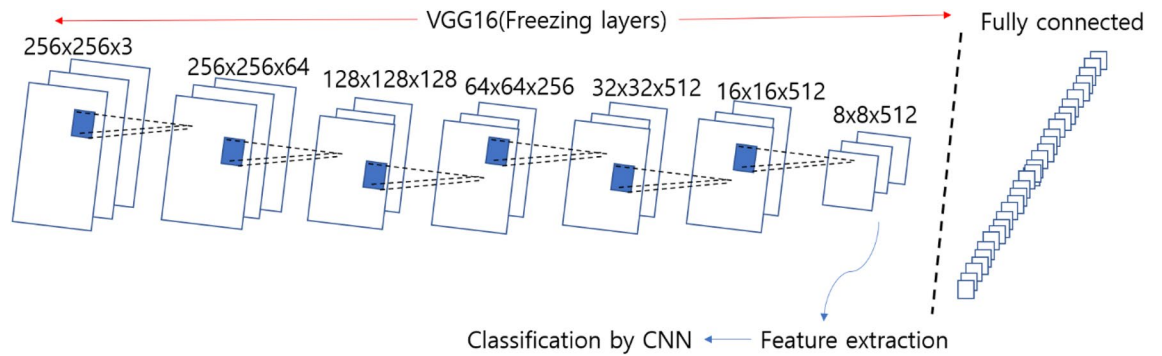 VGG16(Freezing layers)
Fully connected
256x256x3
256x256x64
128x128x128
64x64x256
32x32x512
16x16x512
8x8x512
Classification by CNN
Feature extraction